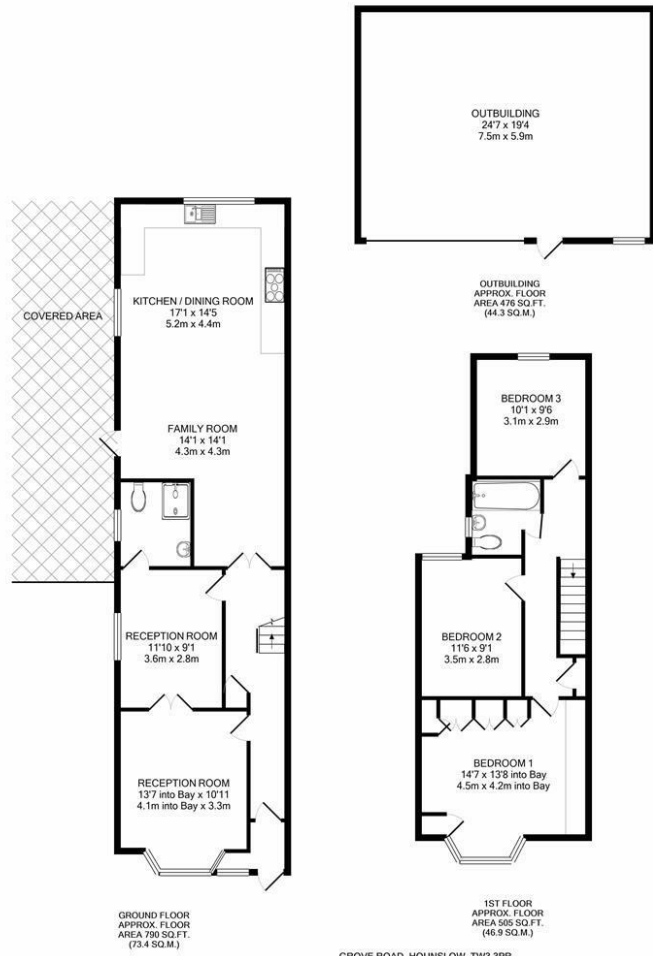 OUTBUILDING
24'7 x 19'4
7.5m x 5.9m
OUTBUILDING
APPROX. FLOOR
AREA 476 SQ.FT.
(44.3 SQ.M.)
COVERED AREA
KITCHEN / DINING ROOM
17'1 x 14'5
5.2m x 4.4m
FAMILY ROOM
14'1 x 14'1
4.3m x 4.3m
RECEPTION ROOM
11'10 x 9'1
3.6m x 2.8m
RECEPTION ROOM
13'7 into Bay x 10'11
4.1m into Bay x 3.3m
GROUND FLOOR
APPROX. FLOOR
AREA 790 SQ.FT.
(73.4 SQ.M.)
BEDROOM 3
10'1 x 9'6
3.1m x 2.9m
BEDROOM 2
11'6 x 9'1
3.5m x 2.8m
BEDROOM 1
14'7 x 13'8 into Bay
4.5m x 4.2m into Bay
1ST FLOOR
APPROX. FLOOR
AREA 505 SQ.FT.
(46.9 SQ.M.)
GROVE ROAD, HOUNSLOW, TW3 3PR